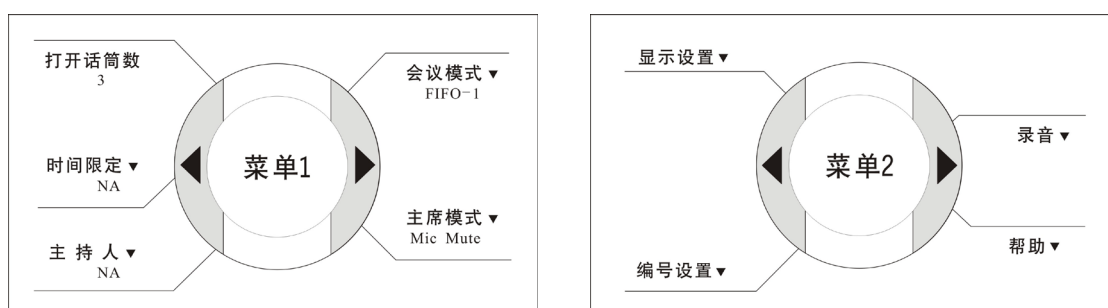 打开话筒数
3
时间限定▼
NA
主 持 人▼
NA
菜单1
会议模式▼
FIFO-1
主席模式▼
Mic Mute
显示设置▼
编号设置▼
菜单2
录音▼
帮助▼